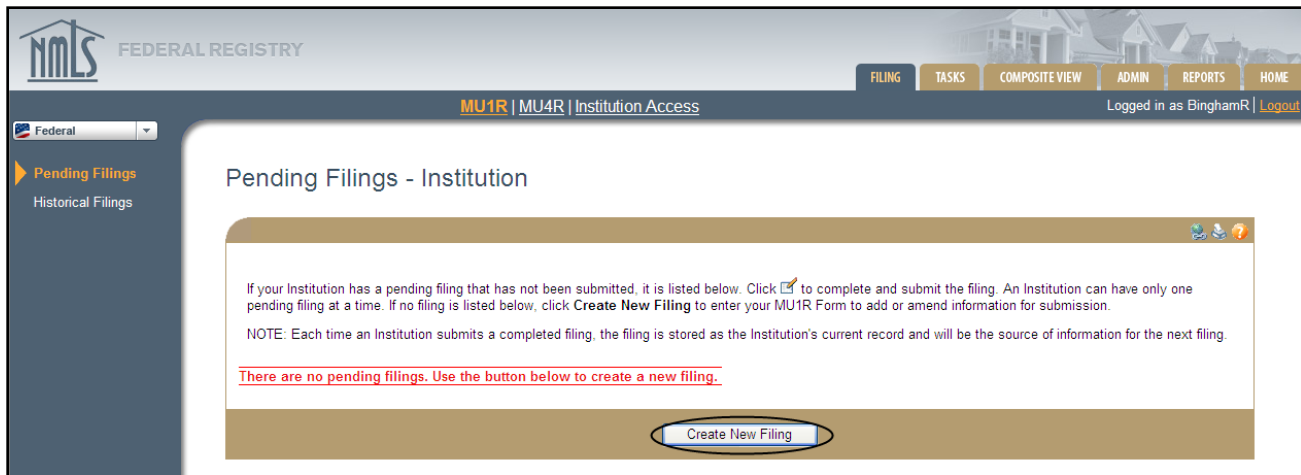 NMLS FEDERAL REGISTRY
FILING TASKS COMPOSITE VIEW ADMIN REPORTS HOME
MU1R | MU4R | Institution Access
Logged in as BinghamR | Logout
Federal
Pending Filings
Historical Filings
Pending Filings - Institution
If your Institution has a pending filing that has not been submitted, it is listed below. Click to complete and submit the filing. An Institution can have only one
pending filing at a time. If no filing is listed below, click Create New Filing to enter your MU1R Form to add or amend information for submission.
NOTE: Each time an Institution submits a completed filing, the filing is stored as the Institution's current record and will be the source of information for the next filing.
There are no pending filings. Use the button below to create a new filing.
Create New Filing